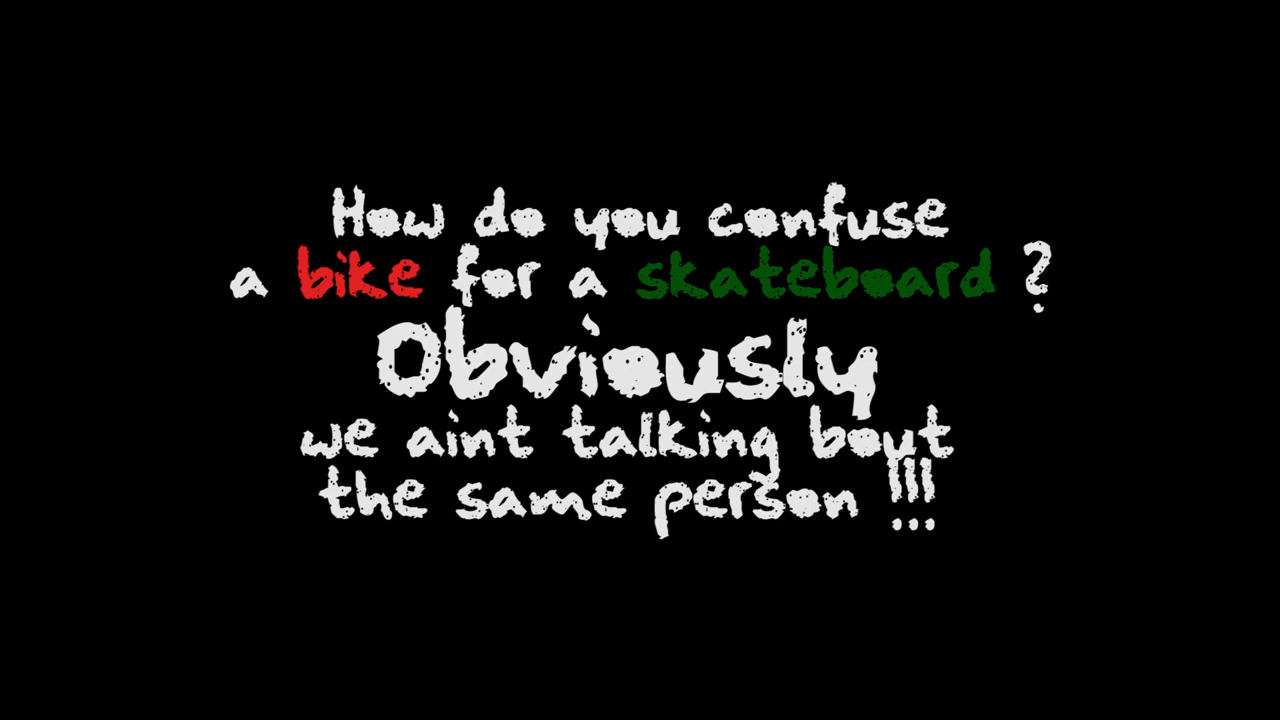 How do you confuse
a bike for a skateboard ?
Obviously
we aint talking bout
the same person !!!